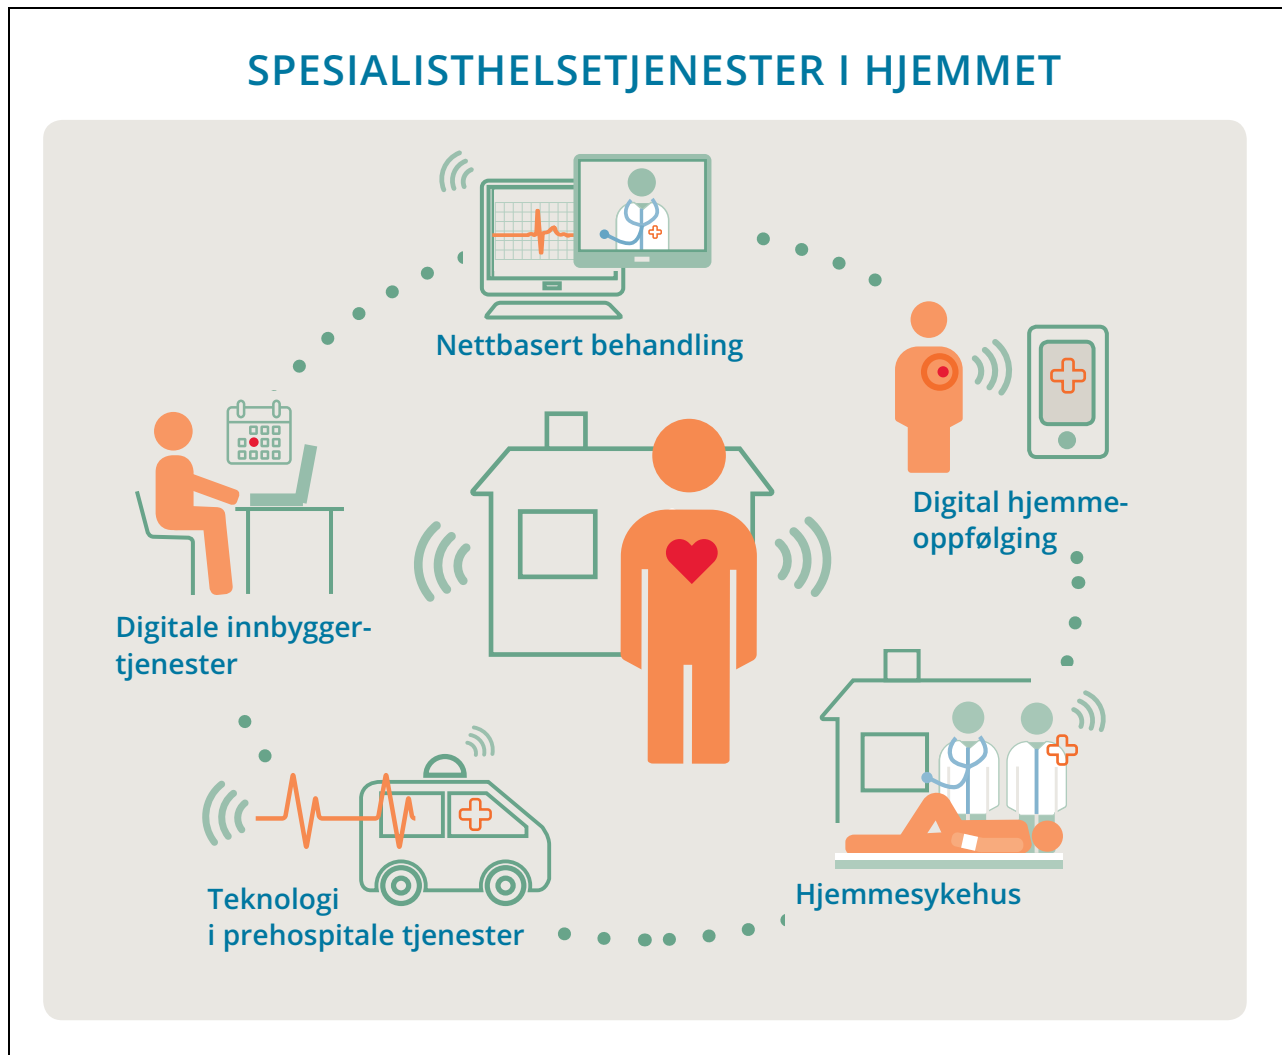 SPESIALISTHELSETJENESTER I HJEMMET
Nettbasert behandling
Digital hjemme-
oppfølging
Digitale innbygger-
tjenester
Hjemmesykehus
Teknologi
i prehospitale tjenester